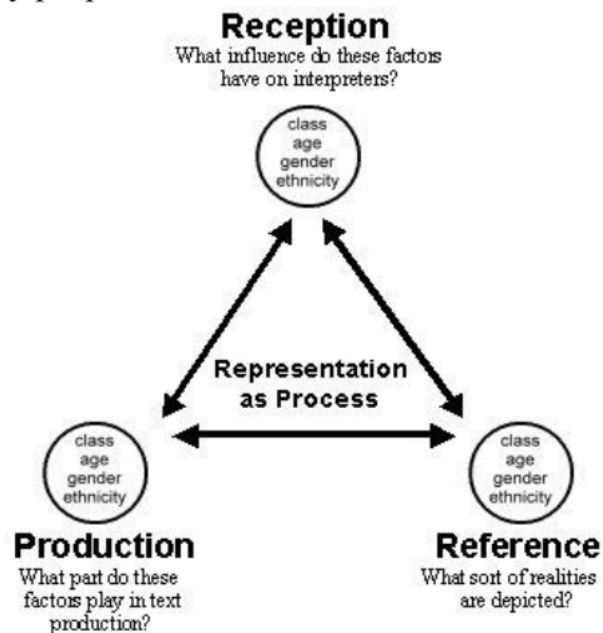 Reception
What influence do these factors
have on interpreters?
class
age
gender
ethnicity
Representation
as Process
class
age
gender
ethnicity
Production
What part do these
factors play in text
production?
class
age
gender
ethnicity
Reference
What sort of realities
are depicted?